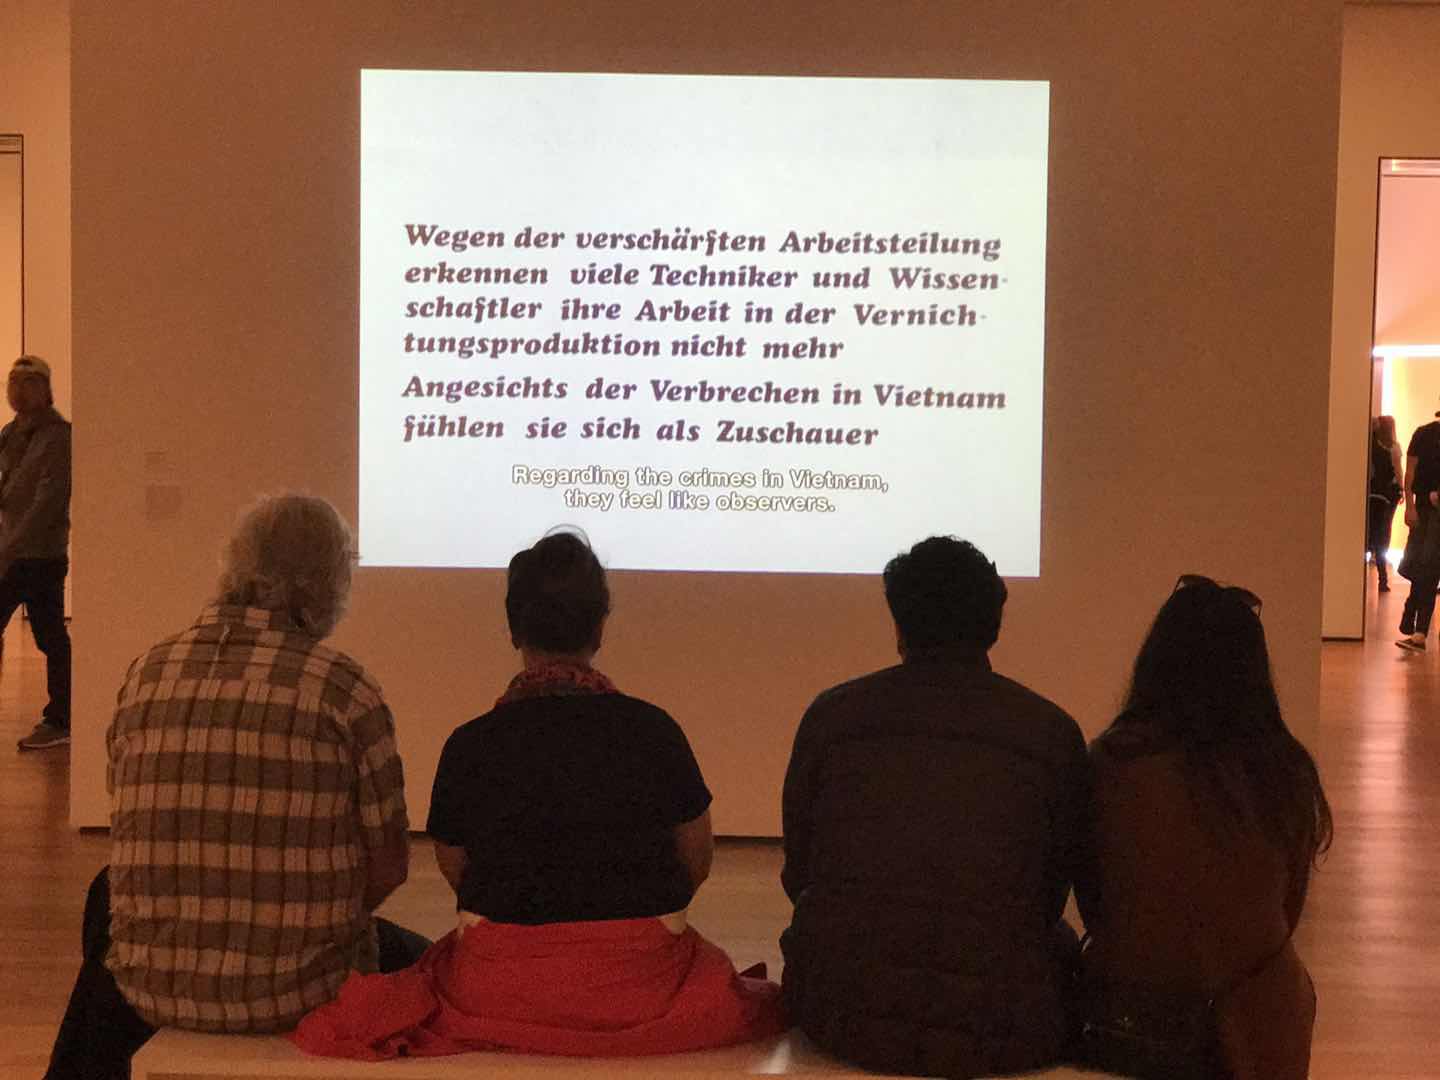 Wegen der verschärften Arbeitsteilung
erkennen viele Techniker und Wissen-
schaftler ihre Arbeit in der Vernich-
tungsproduktion nicht mehr
Angesichts der Verbrechen in Vietnam
fühlen sie sich als Zuschauer
Regarding the crimes in Vietnam,
they feel like observers.